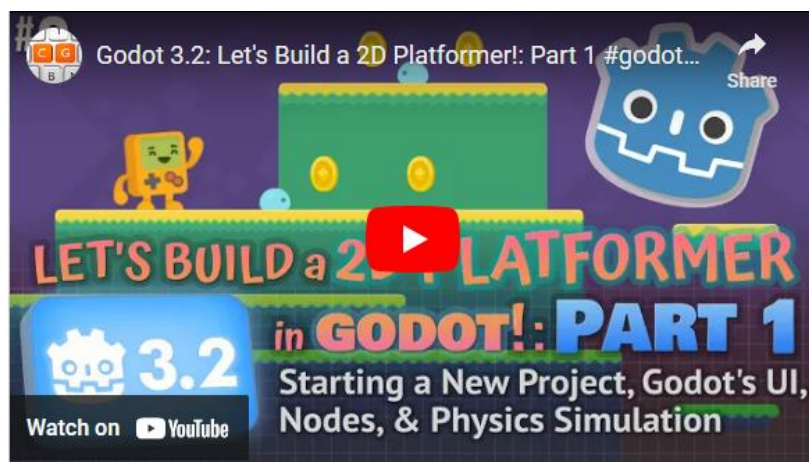 Godot 3.2: Let's Build a 2D Platformer!: Part 1 #godot...
Share
C G
B
LET'S BUILD a 2D PLATFORMER
in GODOT!: PART 1
3.2
Starting a New Project, Godot's UI,
Nodes, & Physics Simulation
Watch on YouTube